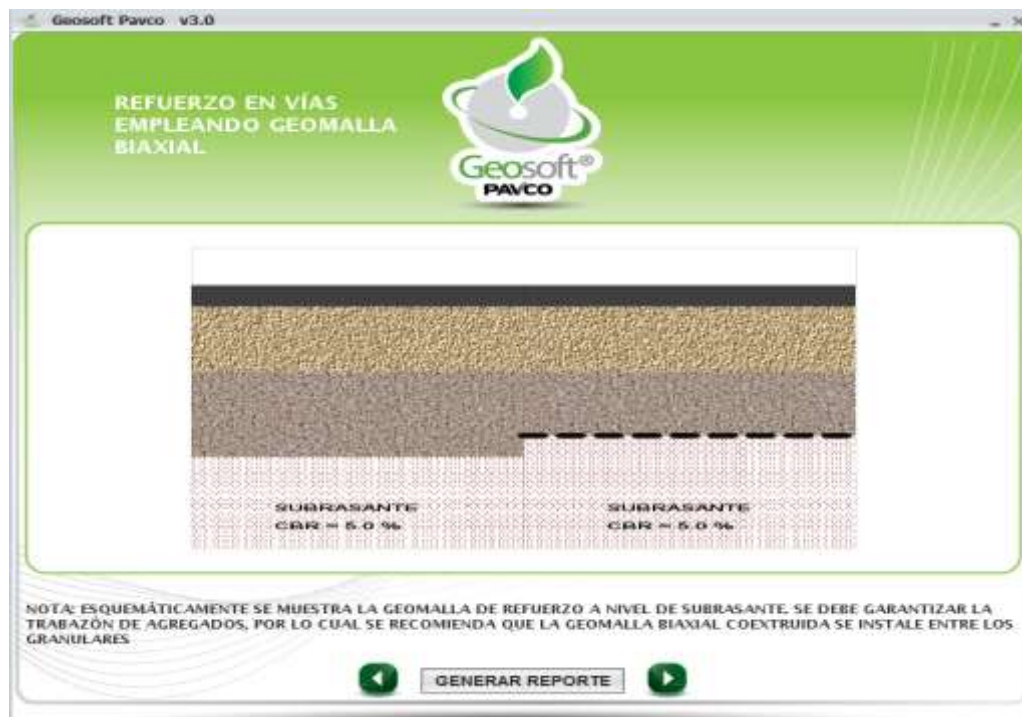 Geosoft Pavco v3.0
REFUERZO EN VÍAS
EMPLEANDO GEOMALLA
BIAXIAL
Geosoft®
PAVCO
SUBRASANTE
CBR = 5.0 %
SUBRASANTE
CBR = 5.0 %
NOTA: ESQUEMÁTICAMENTE SE MUESTRA LA GEOMALLA DE REFUERZO A NIVEL DE SUBRASANTE. SE DEBE GARANTIZAR LA
TRABAZÓN DE AGREGADOS, POR LO CUAL SE RECOMIENDA QUE LA GEOMALLA BIAXIAL COEXTRUIDA SE INSTALE ENTRE LOS
GRANULARES
GENERAR REPORTE